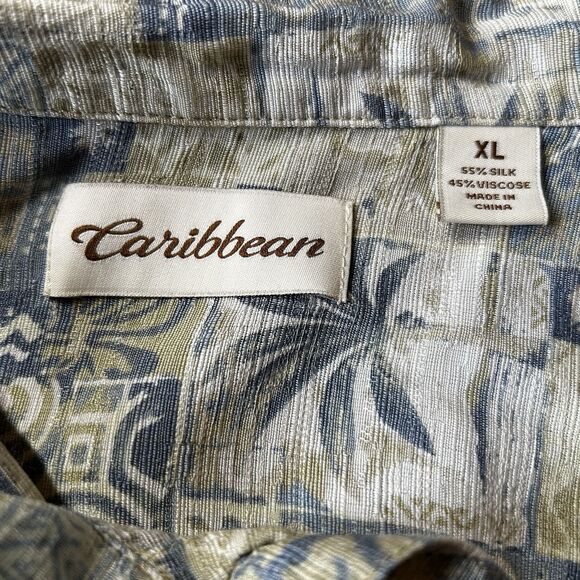 Caribbean
XL
55% SILK
45% VISCOSE
MADE IN
CHINA